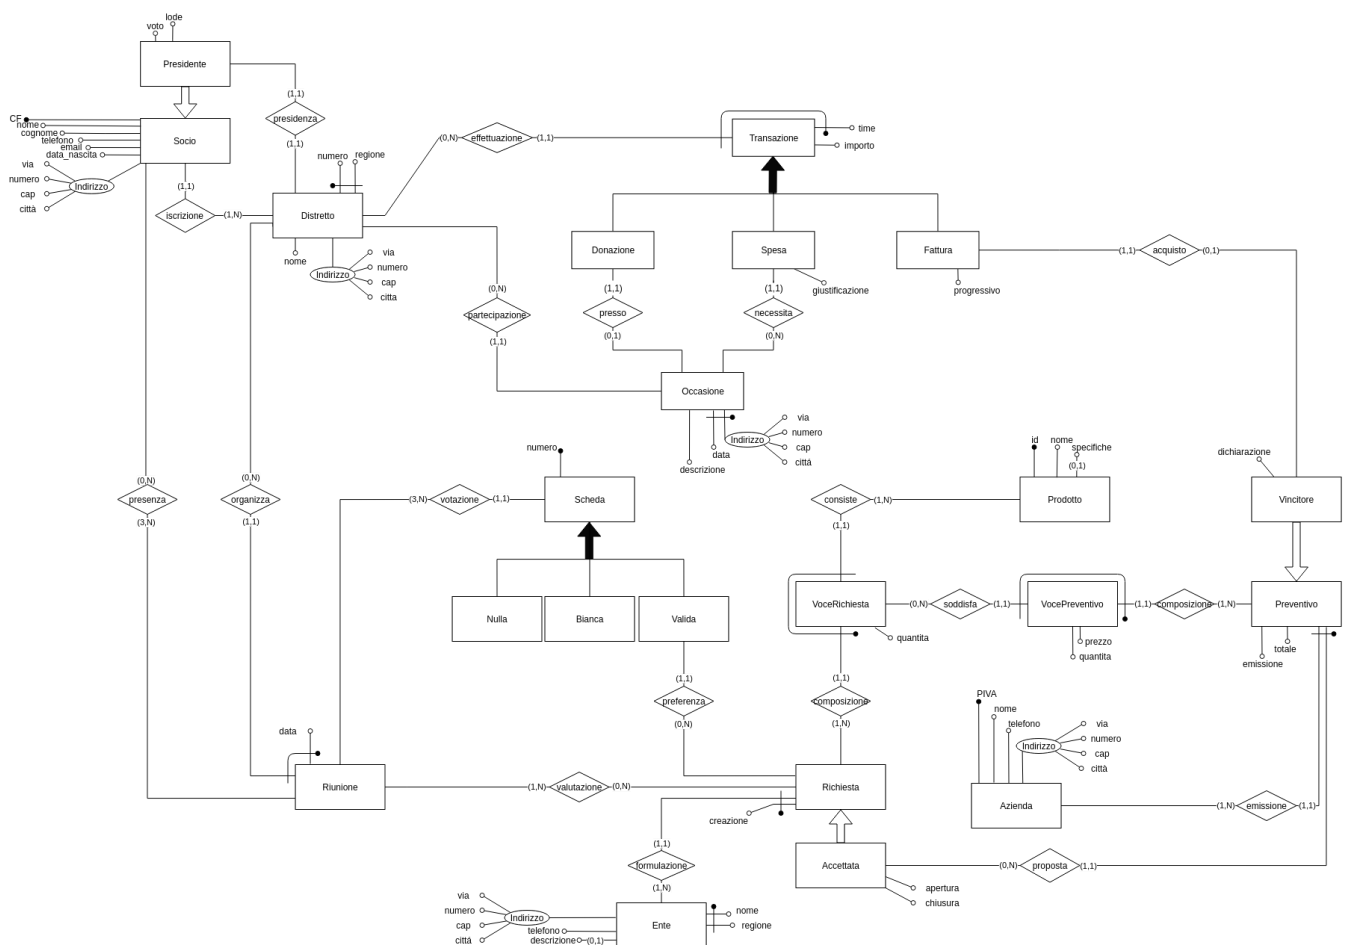 lode
voto
Presidente
(1,1)
presidenza
(1,1)
CF
nome
cognome
telefono
email
data_nascita
Socio
via
numero
cap
città
Indirizzo
(1,1)
iscrizione
(1,N)
numero
regione
Distretto
nome
Indirizzo
via
numero
cap
citta
(0,N)
effettuazione
(1,1)
Transazione
time
importo
Donazione
Spesa
Fattura
giustificazione
progressivo
(1,1)
acquisto
(0,1)
(0,N)
partecipazione
(1,1)
(1,1)
presso
(0,1)
(1,1)
necessita
(0,N)
Occasione
descrizione
data
Indirizzo
via
numero
cap
cittá
numero
Scheda
(3,N)
votazione
(1,1)
(0,N)
presenza
(3,N)
(0,N)
organizza
(1,1)
Nulla
Bianca
Valida
(1,1)
preferenza
(0,N)
consiste
(1,N)
(1,1)
id
nome
specifiche
(0,1)
Prodotto
dichiarazione
Vincitore
VoceRichiesta
quantita
(0,N)
soddisfa
(1,1)
VocePreventivo
prezzo
quantita
(1,1)
composizione
(1,N)
Preventivo
emissione
totale
(1,1)
composizione
(1,N)
PIVA
nome
telefono
Indirizzo
via
numero
cap
città
Azienda
(1,N)
emissione
(1,1)
data
Riunione
(1,N)
valutazione
(0,N)
Richiesta
creazione
Accettata
apertura
chiusura
(0,N)
proposta
(1,1)
(1,1)
formulazione
(1,N)
Ente
nome
regione
via
numero
cap
cittá
Indirizzo
telefono
descrizione
(0,1)